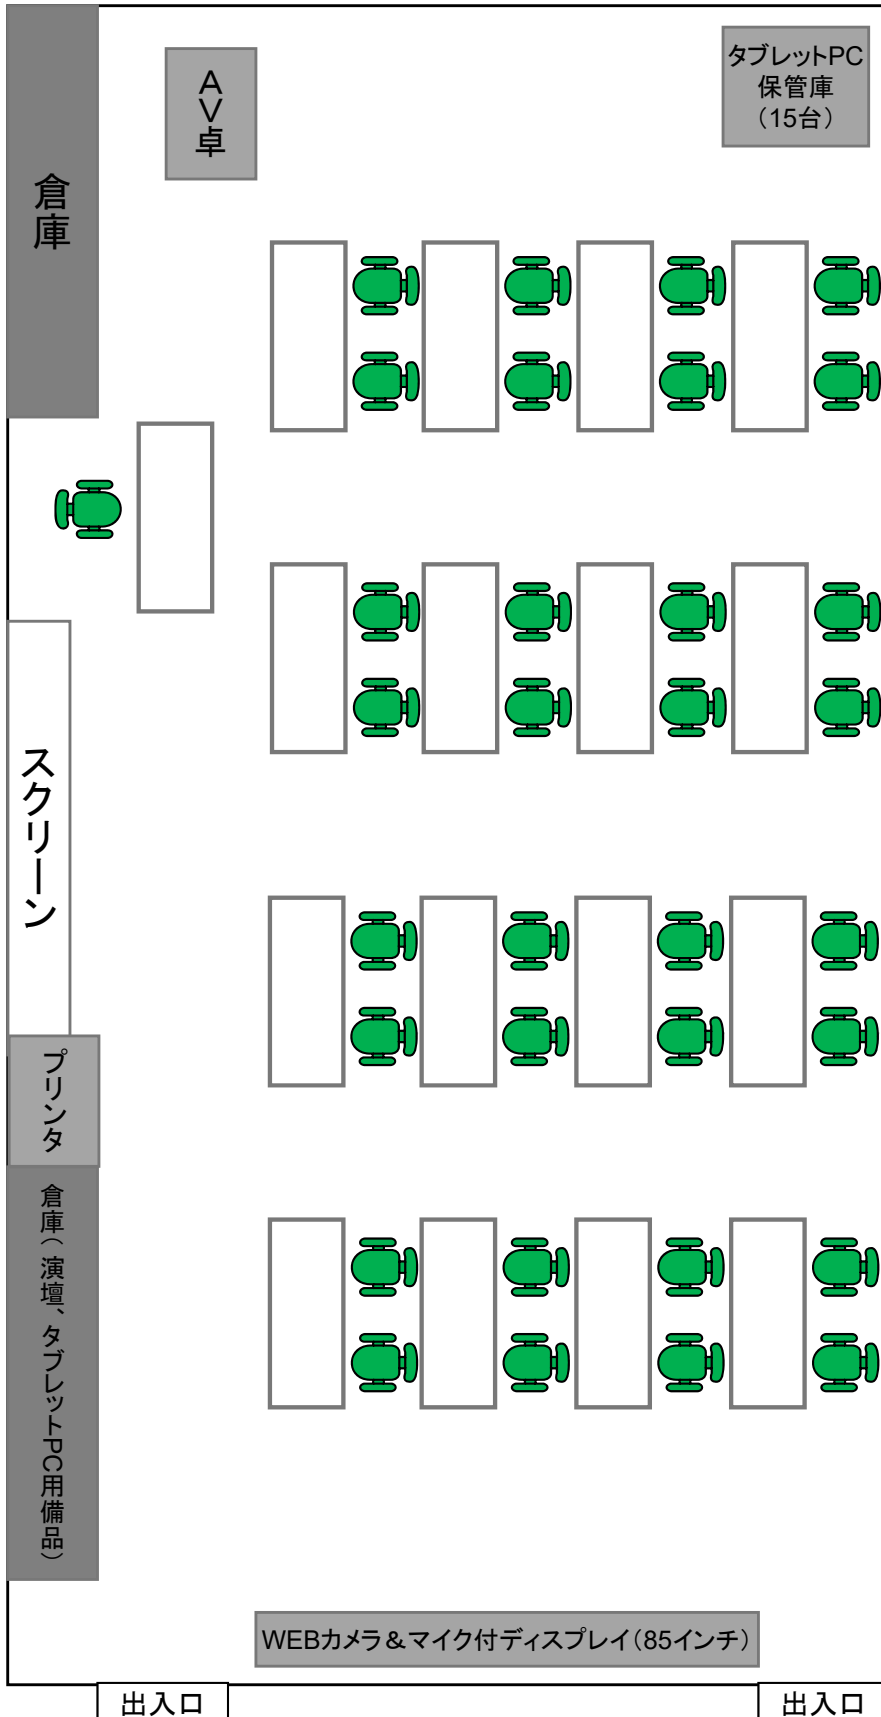 AV卓
タブレットPC
保管庫
（15台）
倉庫
スクリーン
プリンタ
倉庫（演壇、タブレットPC用備品）
WEBカメラ＆マイク付ディスプレイ（85インチ）
出入口
出入口